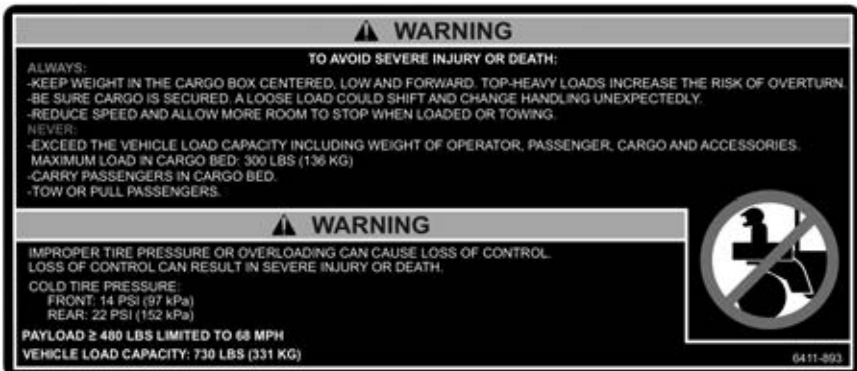 WARNING
TO AVOID SEVERE INJURY OR DEATH:
ALWAYS:
-KEEP WEIGHT IN THE CARGO BOX CENTERED, LOW AND FORWARD. TOP-HEAVY LOADS INCREASE THE RISK OF OVERTURN.
-BE SURE CARGO IS SECURED. A LOOSE LOAD COULD SHIFT AND CHANGE HANDLING UNEXPECTEDLY.
-REDUCE SPEED AND ALLOW MORE ROOM TO STOP WHEN LOADED OR TOWING.
NEVER:
-EXCEED THE VEHICLE LOAD CAPACITY INCLUDING WEIGHT OF OPERATOR, PASSENGER, CARGO AND ACCESSORIES.
MAXIMUM LOAD IN CARGO BED: 300 LBS (136 KG)
-CARRY PASSENGERS IN CARGO BED.
-TOW OR PULL PASSENGERS.
WARNING
IMPROPER TIRE PRESSURE OR OVERLOADING CAN CAUSE LOSS OF CONTROL.
LOSS OF CONTROL CAN RESULT IN SEVERE INJURY OR DEATH.
COLD TIRE PRESSURE:
FRONT: 14 PSI (97 kPa)
REAR: 22 PSI (152 kPa)
PAYLOAD ≥ 480 LBS LIMITED TO 68 MPH
VEHICLE LOAD CAPACITY: 730 LBS (331 KG)
6411-893